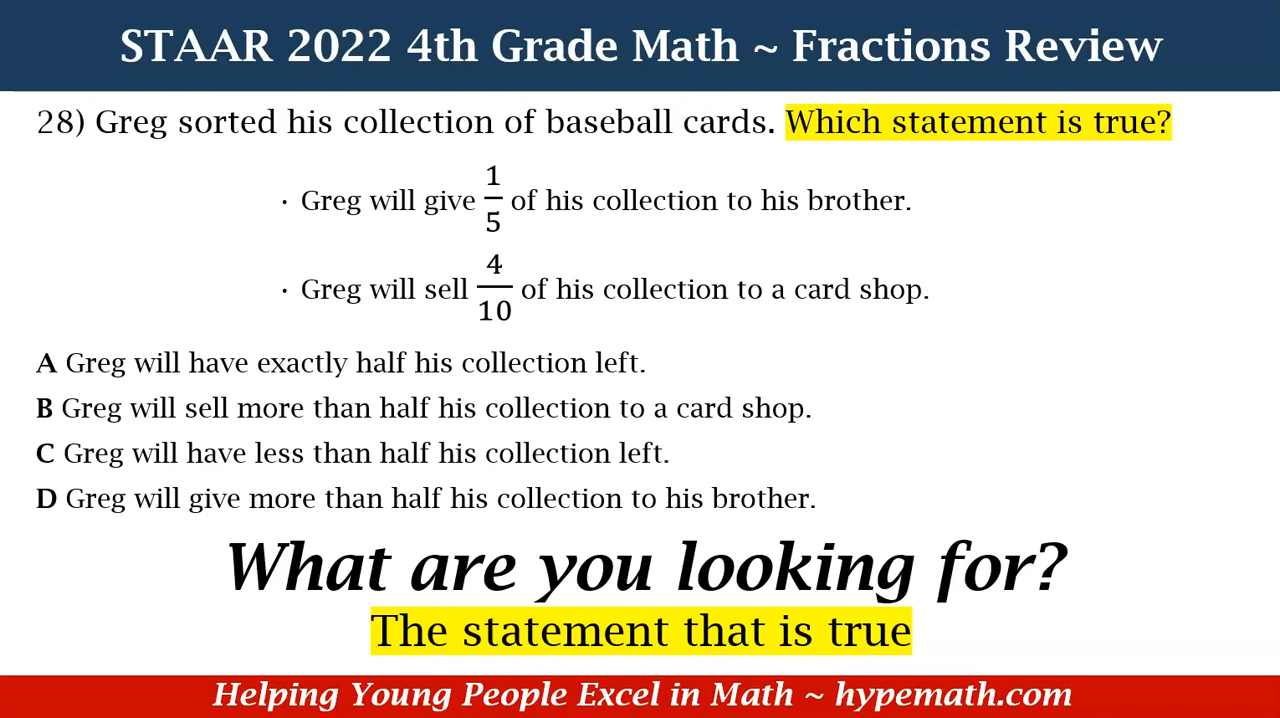 STAAR 2022 4th Grade Math ~ Fractions Review
28) Greg sorted his collection of baseball cards. Which statement is true?
· Greg will give 1/5 of his collection to his brother.
· Greg will sell 4/10 of his collection to a card shop.
A Greg will have exactly half his collection left.
B Greg will sell more than half his collection to a card shop.
C Greg will have less than half his collection left.
D Greg will give more than half his collection to his brother.
What are you looking for?
The statement that is true
Helping Young People Excel in Math ~ hypemath.com